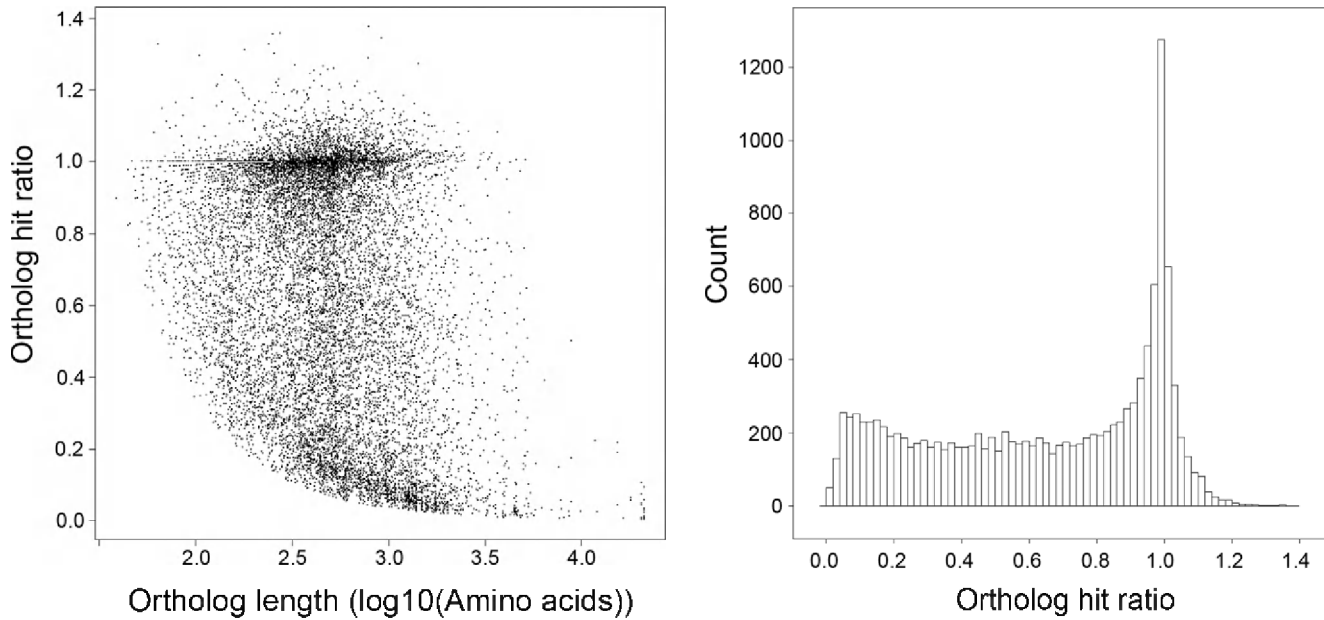 1.4
1.2
1.0
0.8
0.6
0.4
0.2
0.0
Ortholog hit ratio
2.0 2.5 3.0 3.5 4.0
Ortholog length (log10(Amino acids))
1200
1000
800
600
400
200
0
Count
0.0 0.2 0.4 0.6 0.8 1.0 1.2 1.4
Ortholog hit ratio